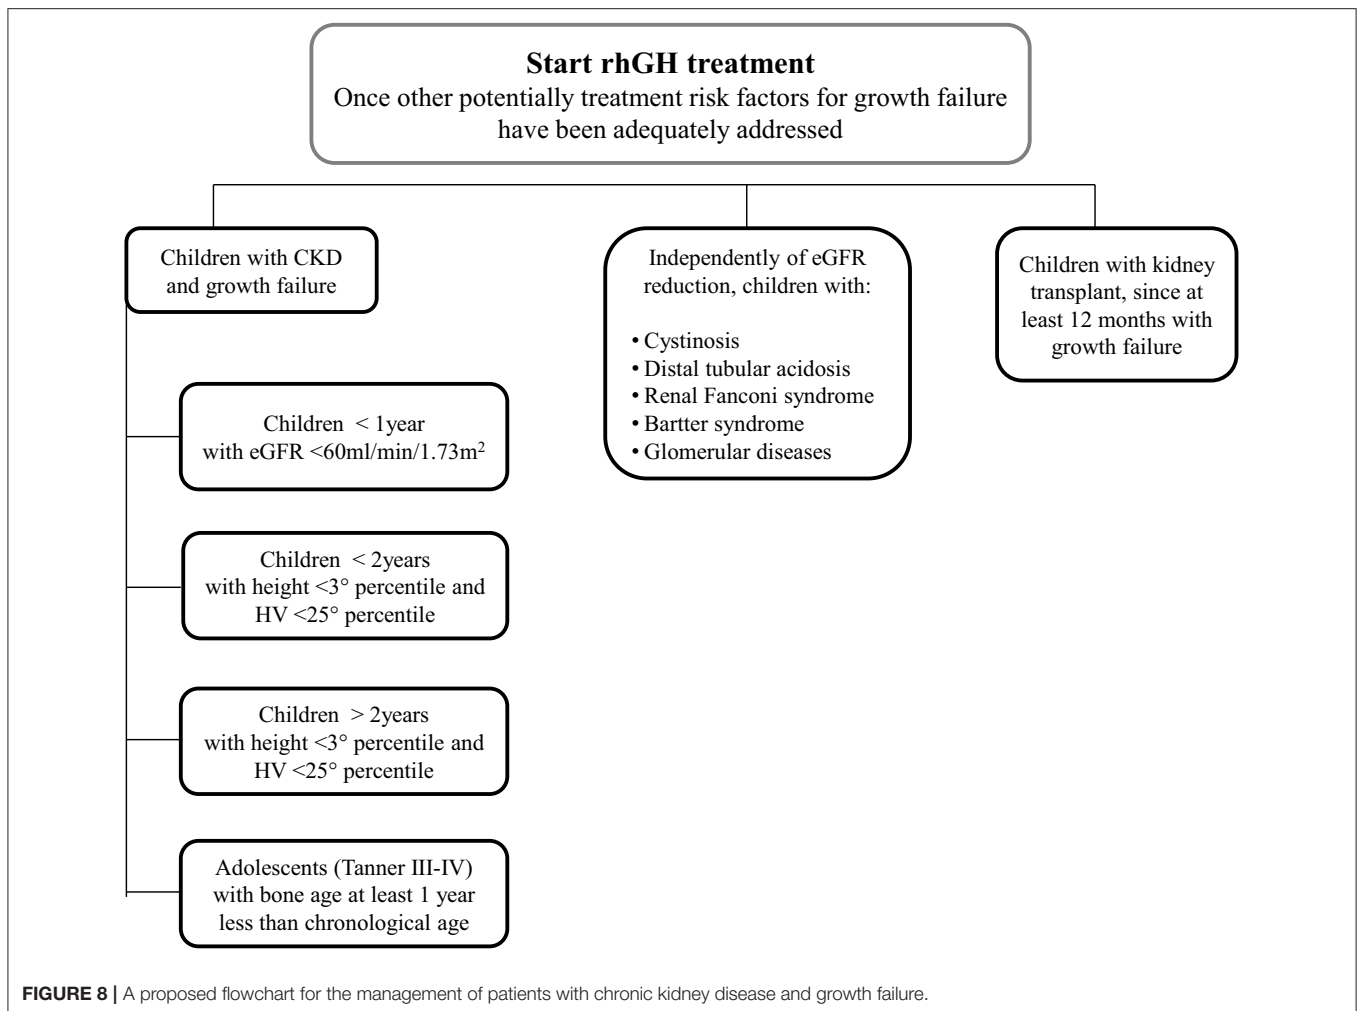 Start rhGH treatment
Once other potentially treatment risk factors for growth failure
have been adequately addressed
Children with CKD
and growth failure
Children < 1year
with eGFR <60ml/min/1.73m²
Children < 2years
with height <3° percentile and
HV <25° percentile
Children > 2years
with height <3° percentile and
HV <25° percentile
Adolescents (Tanner III-IV)
with bone age at least 1 year
less than chronological age
Independently of eGFR
reduction, children with:
• Cystinosis
• Distal tubular acidosis
• Renal Fanconi syndrome
• Bartter syndrome
• Glomerular diseases
Children with kidney
transplant, since at
least 12 months with
growth failure
FIGURE 8 | A proposed flowchart for the management of patients with chronic kidney disease and growth failure.